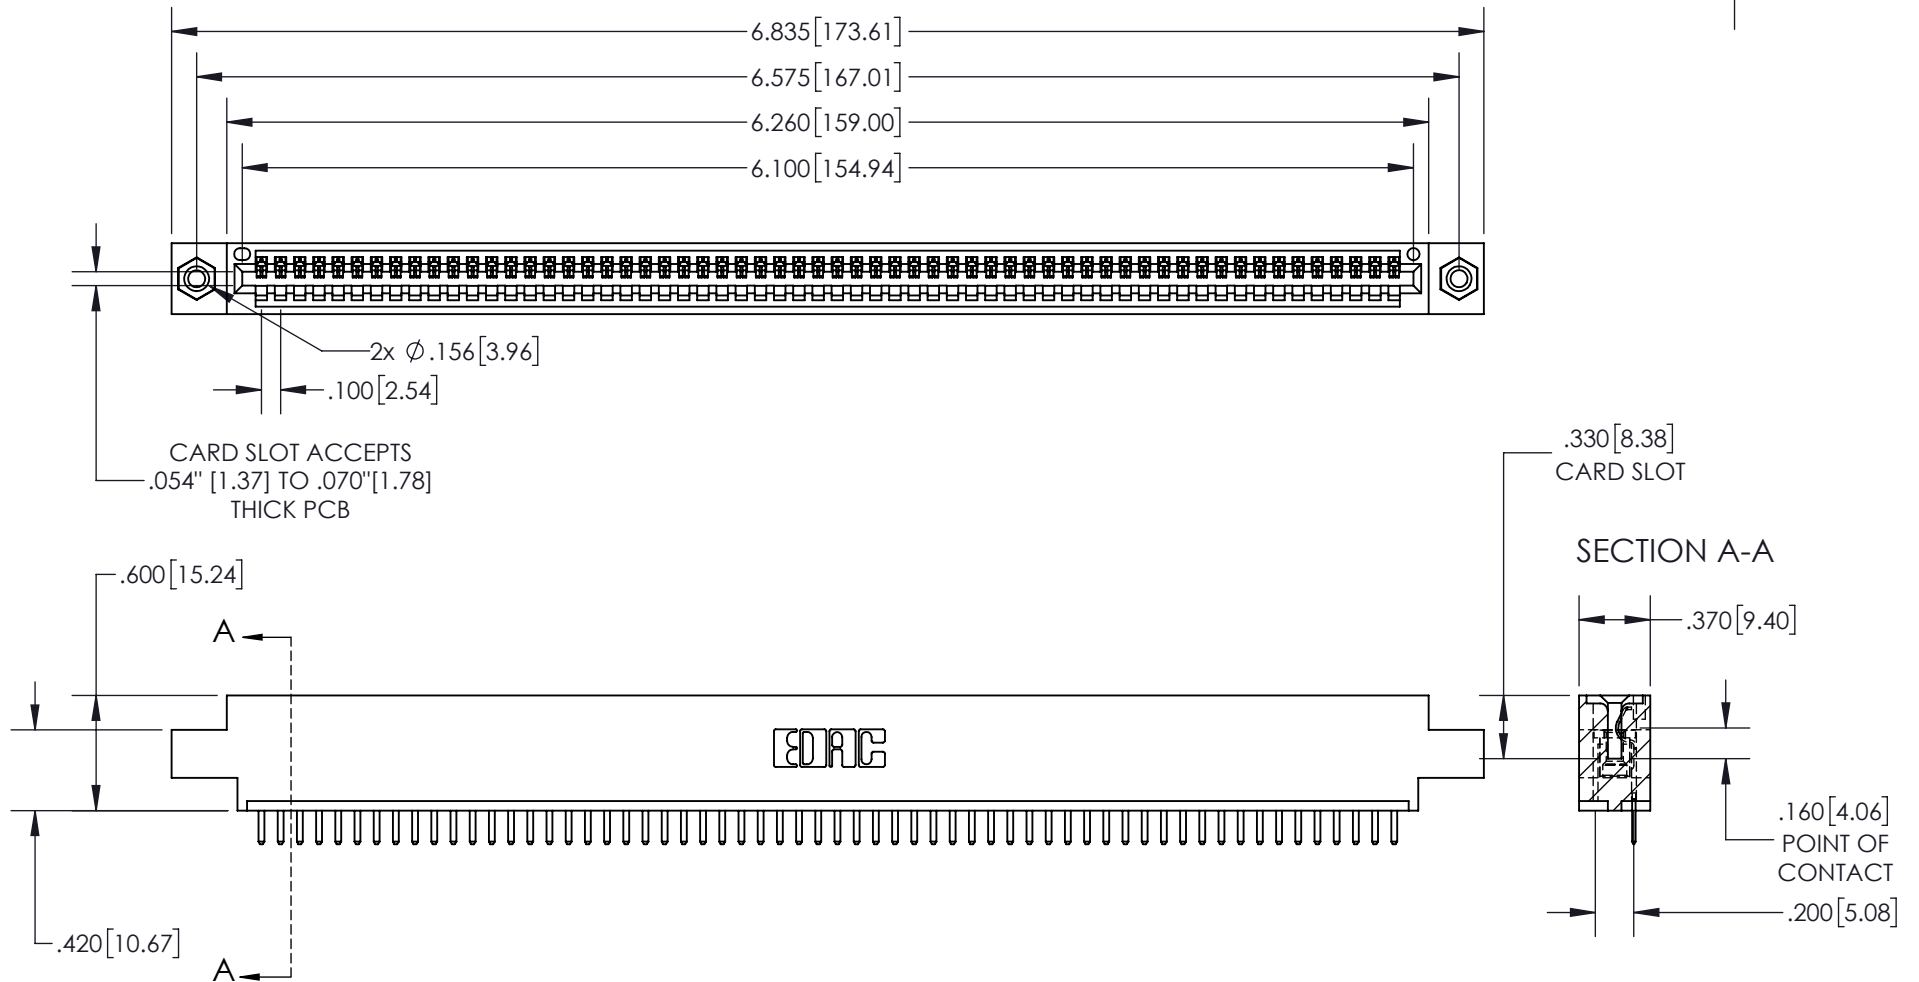 6.835[173.61]
6.575[167.01]
6.260[159.00]
6.100[154.94]
2x ⌀.156[3.96]
.100[2.54]
CARD SLOT ACCEPTS
.054" [1.37] TO .070"[1.78]
THICK PCB
.330[8.38]
CARD SLOT
SECTION A-A
.600[15.24]
.370[9.40]
A
EDAC
.160[4.06]
POINT OF
CONTACT
.200[5.08]
.420[10.67]
A